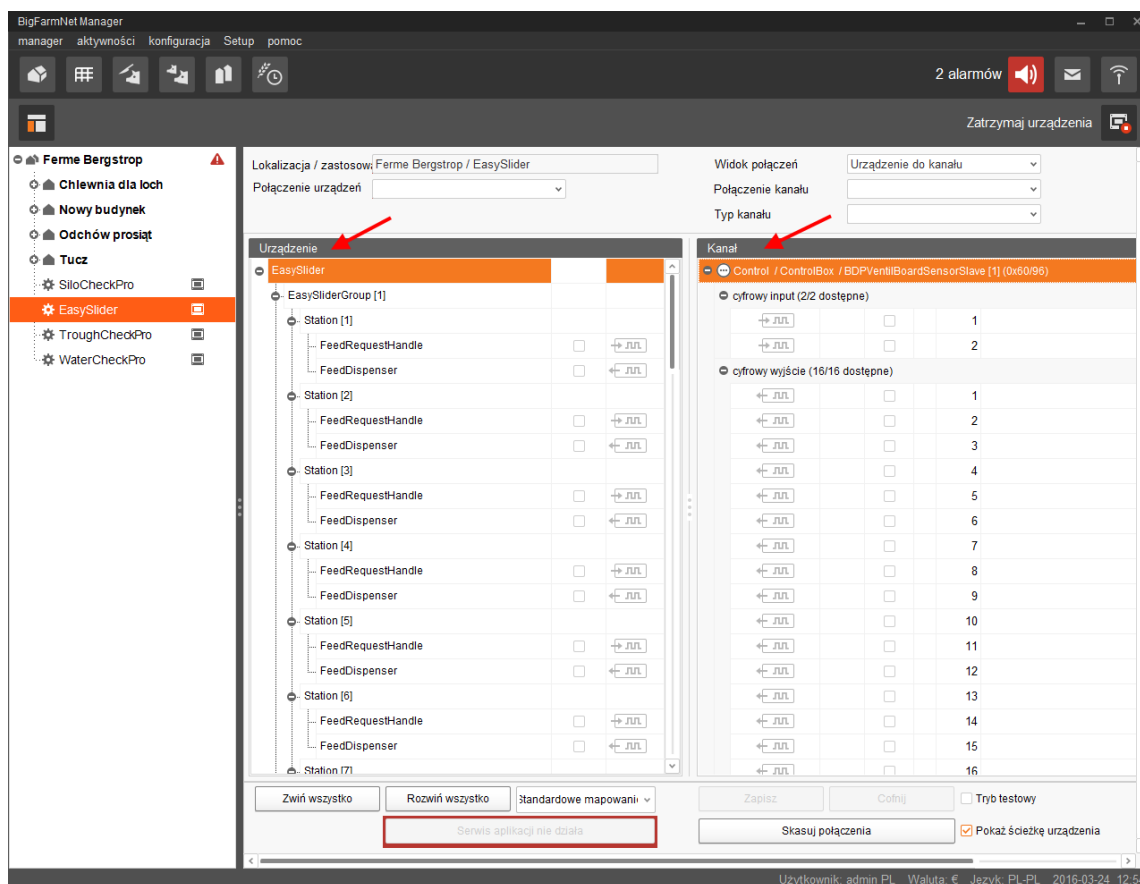 BigFarmNet Manager
manager aktywności konfiguracja Setup pomoc
2 alarmów
Zatrzymaj urządzenia
Ferme Bergstrop
Chlewnia dla loch
Nowy budynek
Odchów prosiąt
Tucz
SiloCheckPro
EasySlider
TroughCheckPro
WaterCheckPro
Lokalizacja / zastosow Ferme Bergstrop / EasySlider
Połączenie urządzeń
Widok połączeń Urządzenie do kanału
Połączenie kanału
Typ kanału
Urządzenie
EasySlider
EasySliderGroup [1]
Station [1]
FeedRequestHandle
FeedDispenser
Station [2]
FeedRequestHandle
FeedDispenser
Station [3]
FeedRequestHandle
FeedDispenser
Station [4]
FeedRequestHandle
FeedDispenser
Station [5]
FeedRequestHandle
FeedDispenser
Station [6]
FeedRequestHandle
FeedDispenser
Station [7]
Kanał
Control / ControlBox / BDPVentilBoardSensorSlave [1] (0x60/96)
cyfrowy input (2/2 dostępne)
1
2
cyfrowy wyjście (16/16 dostępne)
1
2
3
4
5
6
7
8
9
10
11
12
13
14
15
16
Zwiń wszystko Rozwiń wszystko Standardowe mapowani
Serwis aplikacji nie działa
Zapisz Cofnij Tryb testowy
Skasuj połączenia Pokaż ścieżkę urządzenia
Użytkownik: admin PL Waluta: € Jezyk: PL-PL 2016-03-24 12:5